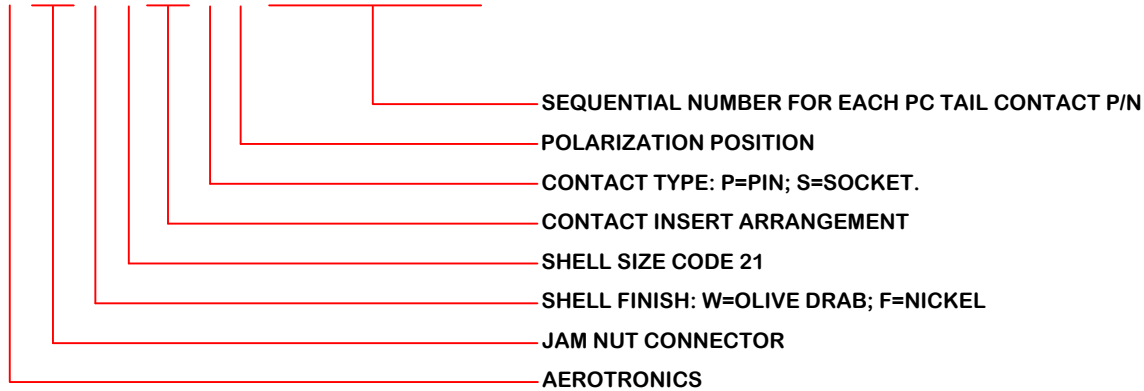 SEQUENTIAL NUMBER FOR EACH PC TAIL CONTACT P/N
POLARIZATION POSITION
CONTACT TYPE: P=PIN; S=SOCKET.
CONTACT INSERT ARRANGEMENT
SHELL SIZE CODE 21
SHELL FINISH: W=OLIVE DRAB; F=NICKEL
JAM NUT CONNECTOR
AEROTRONICS